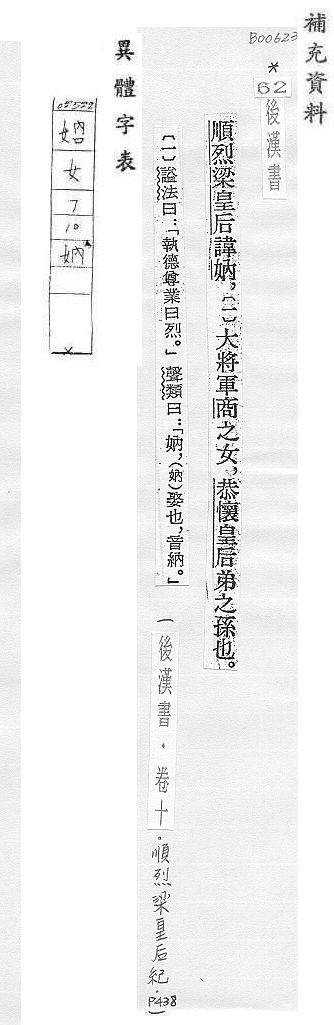 補充資料
B00623
*
62
後漢書
順烈梁皇后諱妠，〔一〕大將軍商之女，恭懷皇后弟之孫也。
〔一〕謚法曰：「執德尊業曰烈。」聲類曰：「妠，（妠）娶也，音納。」
（後漢書．卷十．順烈梁皇后紀．P438）
異體字表
02522
女
7
10
妠